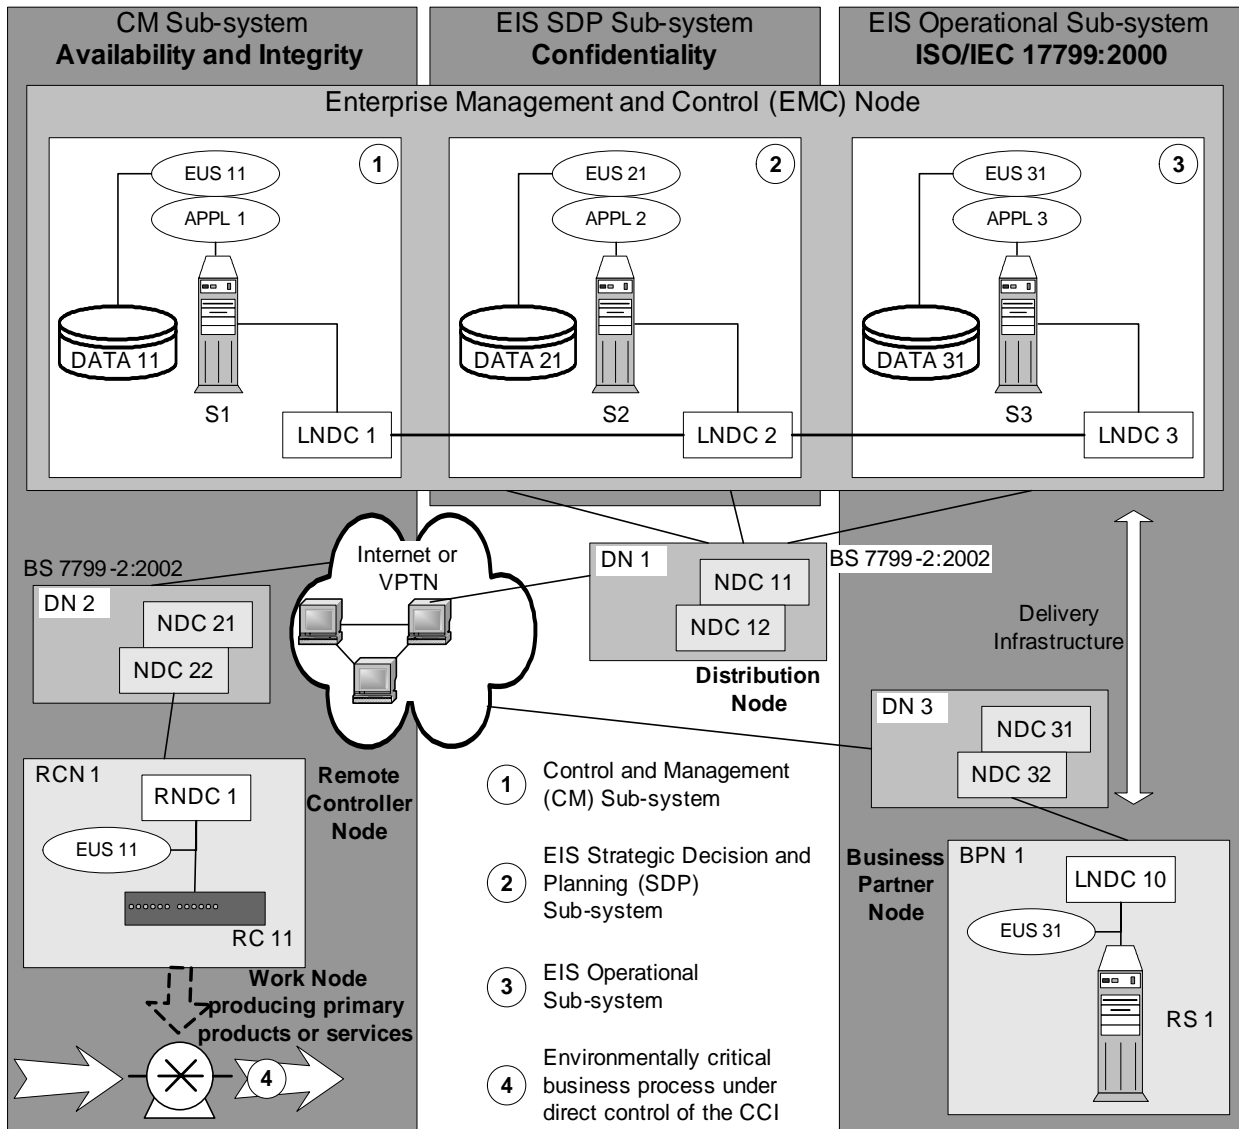 CM Sub-system
Availability and Integrity
EIS SDP Sub-system
Confidentiality
EIS Operational Sub-system
ISO/IEC 17799:2000
Enterprise Management and Control (EMC) Node
1
EUS 11
APPL 1
DATA 11
S1
LNDC 1
2
EUS 21
APPL 2
DATA 21
S2
LNDC 2
3
EUS 31
APPL 3
DATA 31
S3
LNDC 3
BS 7799-2:2002
DN 2
NDC 21
NDC 22
Internet or
VPTN
DN 1
NDC 11
NDC 12
BS 7799-2:2002
Distribution
Node
Delivery
Infrastructure
DN 3
NDC 31
NDC 32
RCN 1
RNDC 1
EUS 11
RC 11
Remote
Controller
Node
Work Node
producing primary
products or services
4
1
Control and Management
(CM) Sub-system
2
EIS Strategic Decision and
Planning (SDP)
Sub-system
3
EIS Operational
Sub-system
4
Environmentally critical
business process under
direct control of the CCI
Business
Partner
Node
BPN 1
LNDC 10
EUS 31
RS 1